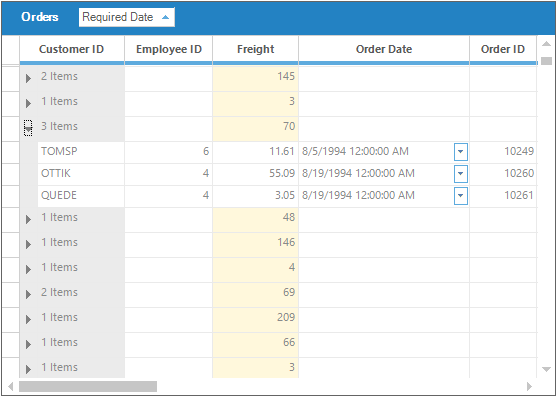 Orders Required Date
Customer ID Employee ID Freight Order Date Order ID
2 Items 145
1 Items 3
3 Items 70
TOMSP 6 11.61 8/5/1994 12:00:00 AM 10249
OTTIK 4 55.09 8/19/1994 12:00:00 AM 10260
QUEDE 4 3.05 8/19/1994 12:00:00 AM 10261
1 Items 48
1 Items 146
1 Items 4
2 Items 69
1 Items 209
1 Items 66
1 Items 3